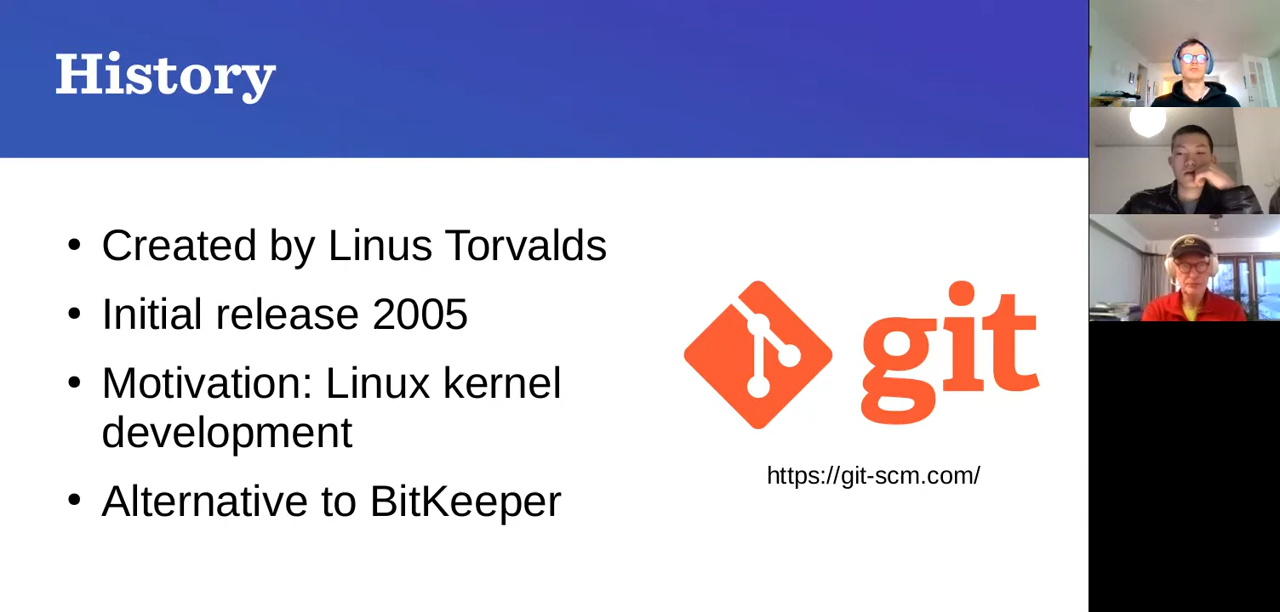 History
• Created by Linus Torvalds
• Initial release 2005
• Motivation: Linux kernel
development
• Alternative to BitKeeper
git
https://git-scm.com/